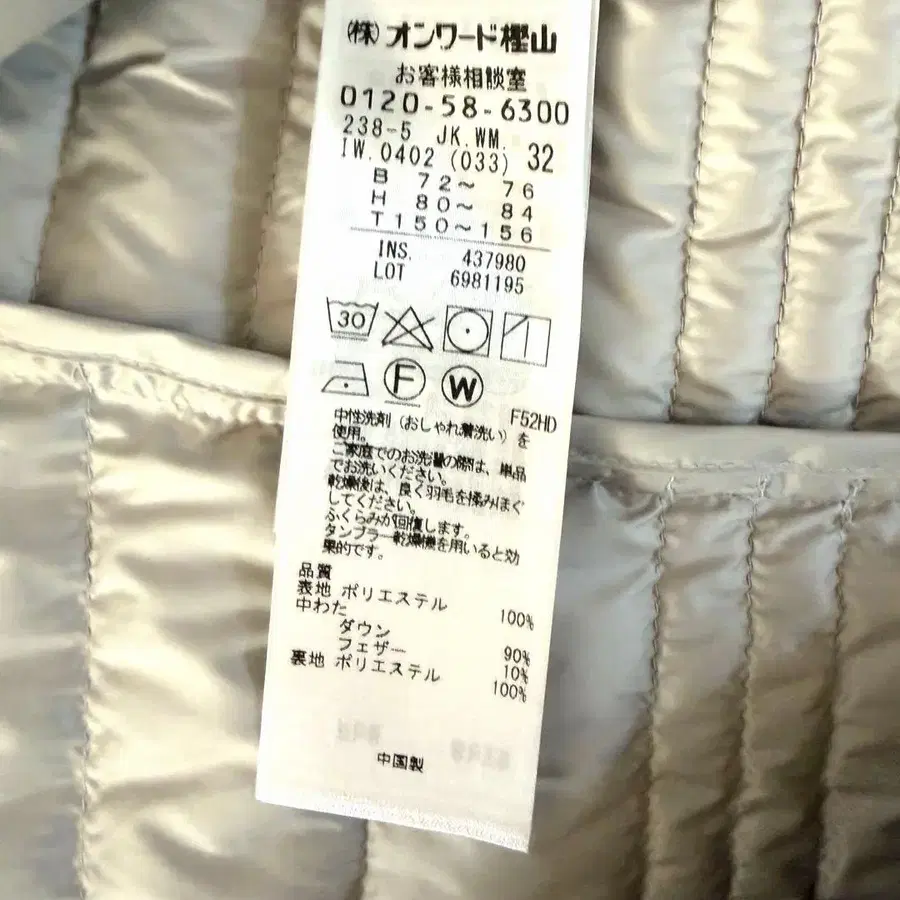 (株)オンワード樫山
お客様相談室
0120-58-6300
238-5 JK.WM.
IW.0402 (033) 32
B 72～ 76
H 80～ 84
T 150～156
INS. 437980
LOT 6981195
30
F W
F52HD
中性洗剤（おしゃれ着洗い）を
使用。
ご家庭でのお洗濯の際は、単品
でお洗いください。
乾燥後は、良く羽毛を揉みほぐ
してください。
ふくらみが回復します。
タンブラー乾燥機を用いると効
果的です。
品質
表地 ポリエステル 100%
中わた
ダウン 90%
フェザー 10%
裏地 ポリエステル 100%
中国製